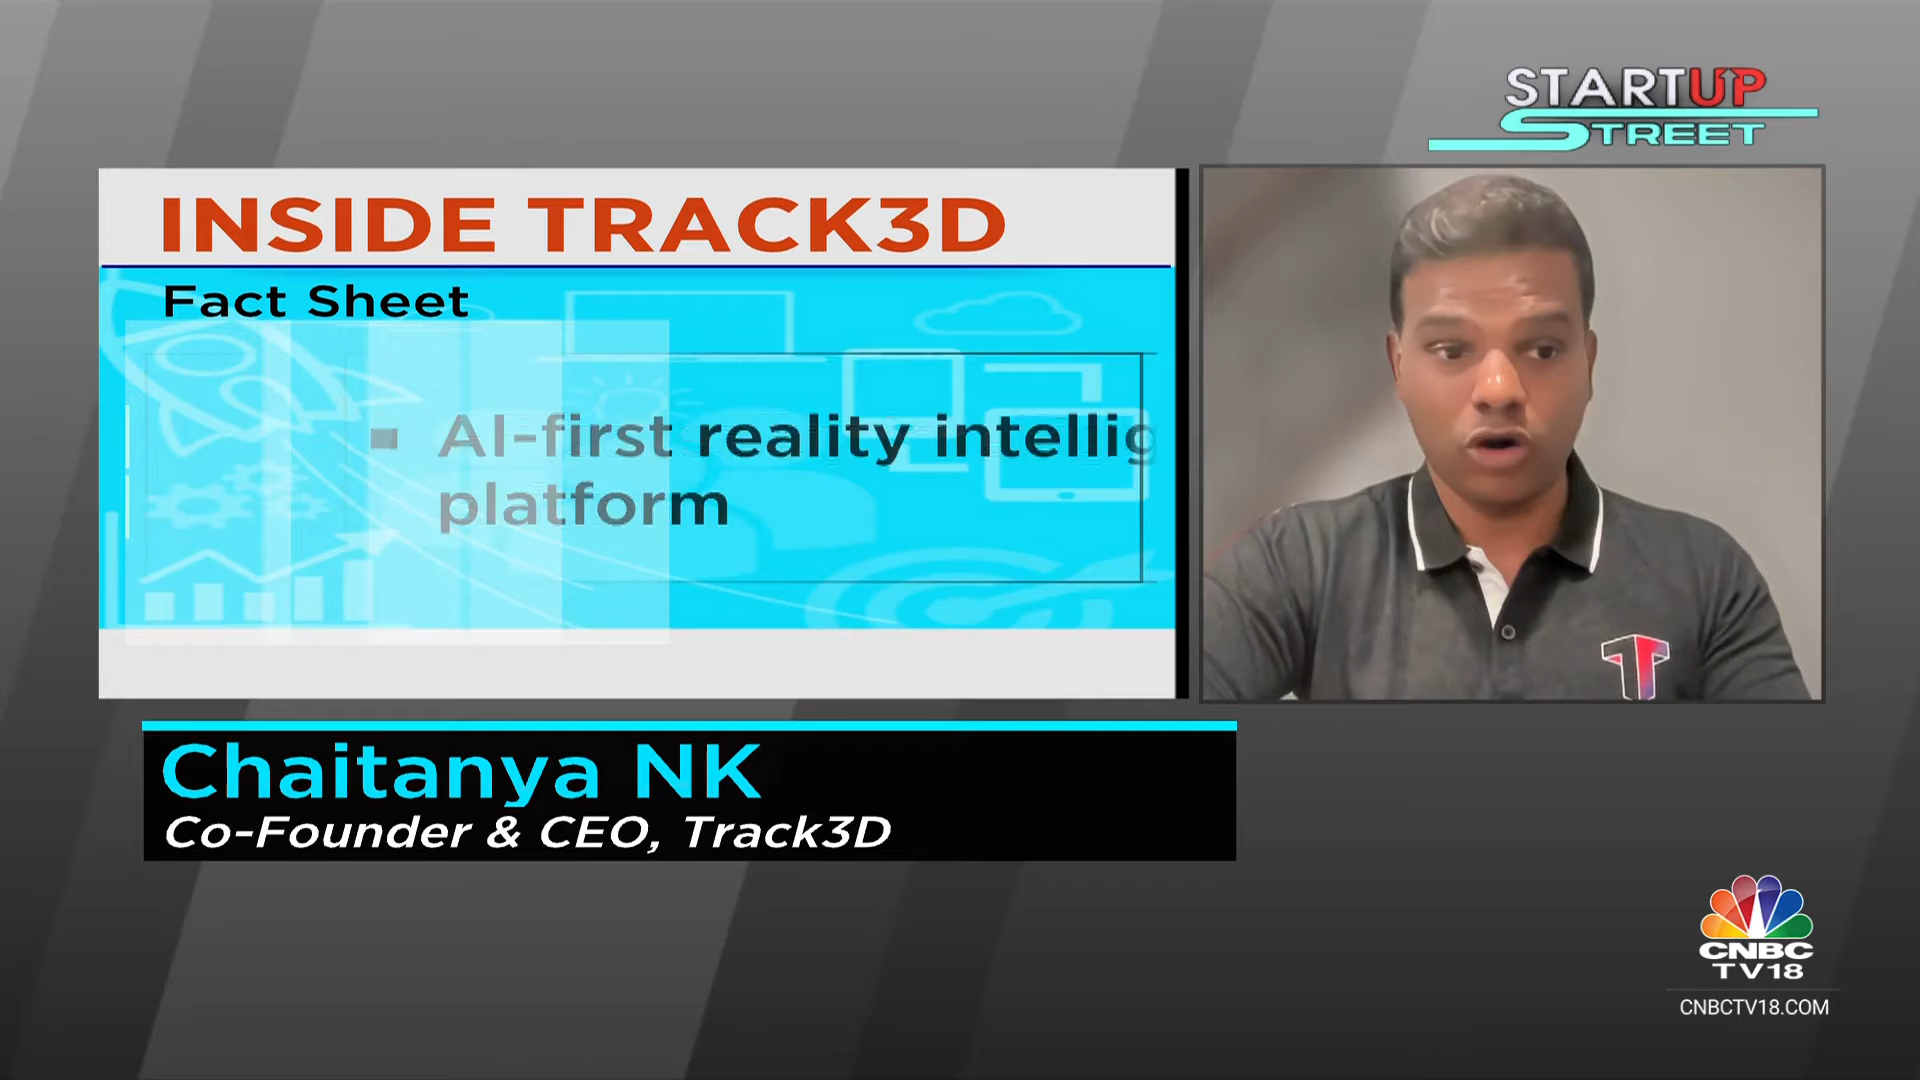 STARTUP
STREET
INSIDE TRACK3D
Fact Sheet
▪ AI-first reality intellig
platform
Chaitanya NK
Co-Founder & CEO, Track3D
CNBC
TV18
CNBCTV18.COM